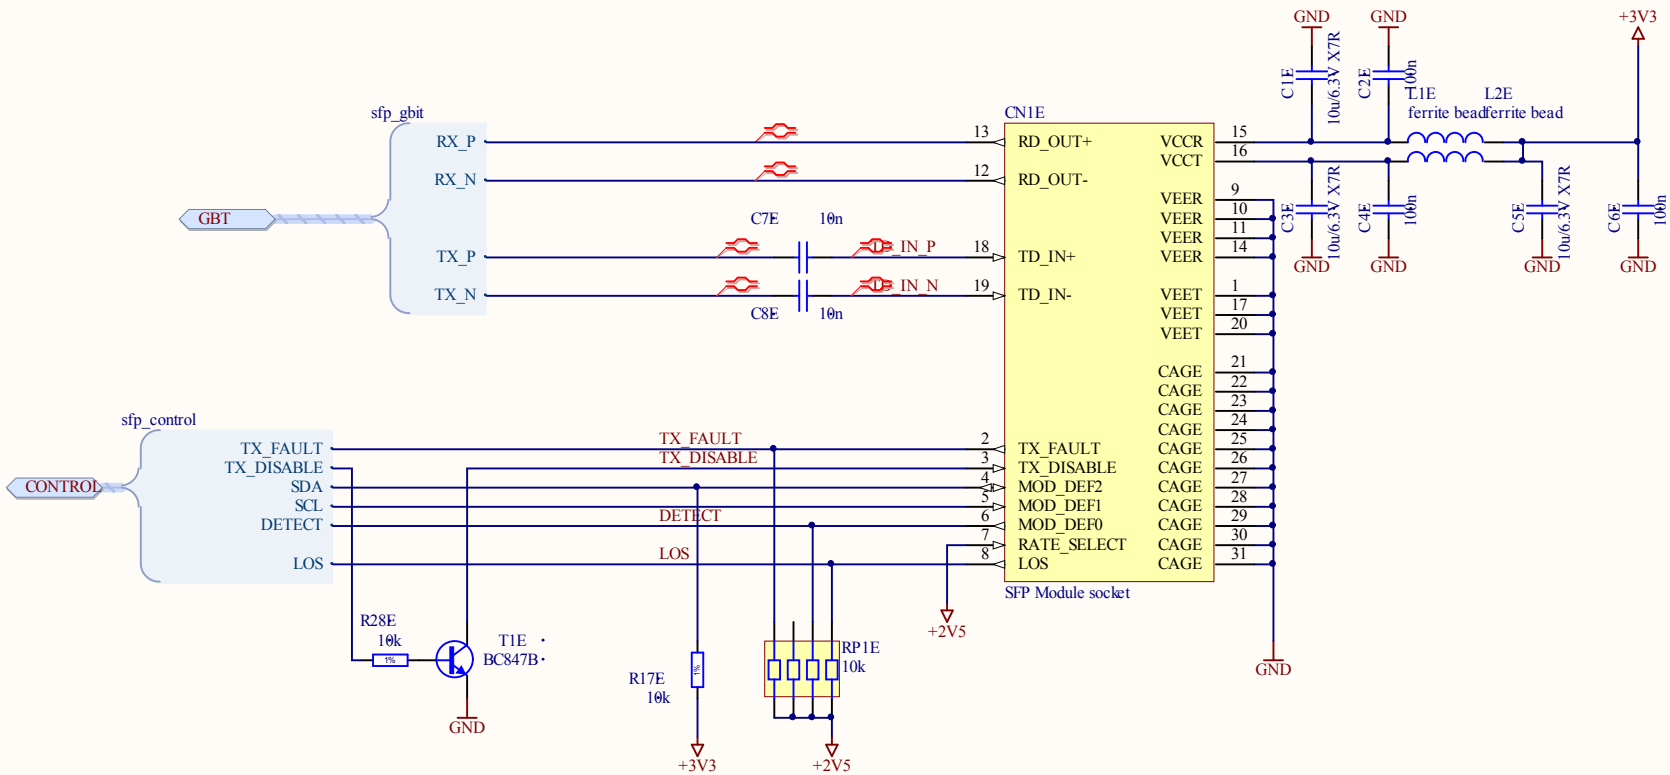 GND
GND
+3V3
C1E
10u/6.3V X7R
C2E
100n
L1E
L2E
ferrite bead
ferrite bead
sfp_gbit
CN1E
RX_P
13
RD_OUT+
VCCR
15
VCCT
16
RX_N
12
RD_OUT-
VEER
9
VEER
10
VEER
11
VEER
14
GBT
C7E
10n
C3E
10u/6.3V X7R
C4E
100n
C5E
10u/6.3V X7R
C6E
100n
GND
GND
GND
GND
TX_P
_IN_P
18
TD_IN+
TX_N
_IN_N
19
TD_IN-
VEET
1
VEET
17
VEET
20
C8E
10n
CAGE
21
CAGE
22
CAGE
23
CAGE
24
sfp_control
TX_FAULT
TX_FAULT
2
TX_FAULT
CAGE
25
TX_DISABLE
TX_DISABLE
3
TX_DISABLE
CAGE
26
CONTROL
SDA
4
MOD_DEF2
CAGE
27
SCL
5
MOD_DEF1
CAGE
28
DETECT
DETECT
6
MOD_DEF0
CAGE
29
7
RATE_SELECT
CAGE
30
LOS
LOS
8
LOS
CAGE
31
SFP Module socket
+2V5
R28E
10k
1%
T1E
BC847B
GND
R17E
10k
1%
+3V3
RP1E
10k
+2V5
GND